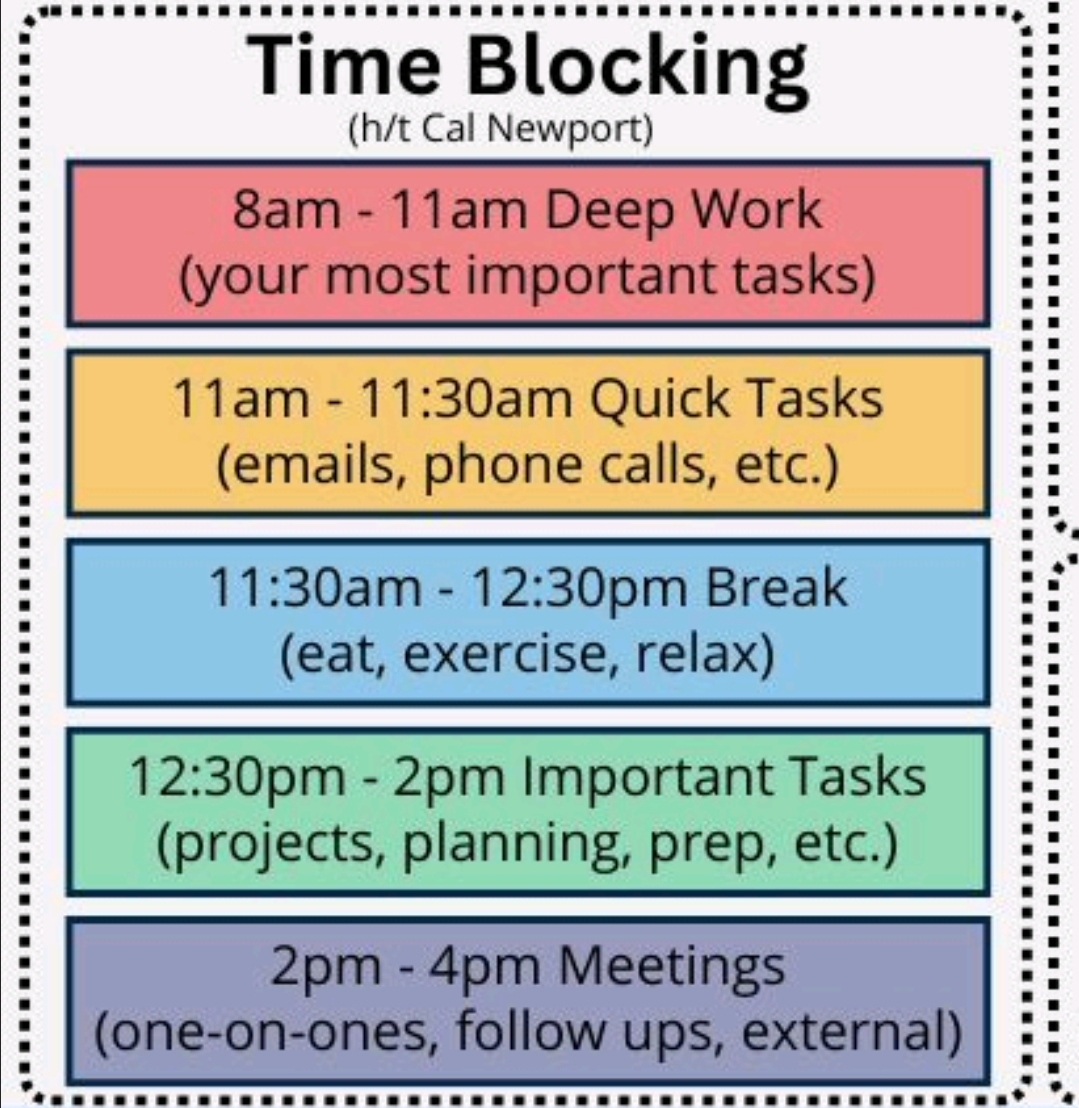 Time Blocking
(h/t Cal Newport)
8am - 11am Deep Work
(your most important tasks)
11am - 11:30am Quick Tasks
(emails, phone calls, etc.)
11:30am - 12:30pm Break
(eat, exercise, relax)
12:30pm - 2pm Important Tasks
(projects, planning, prep, etc.)
2pm - 4pm Meetings
(one-on-ones, follow ups, external)